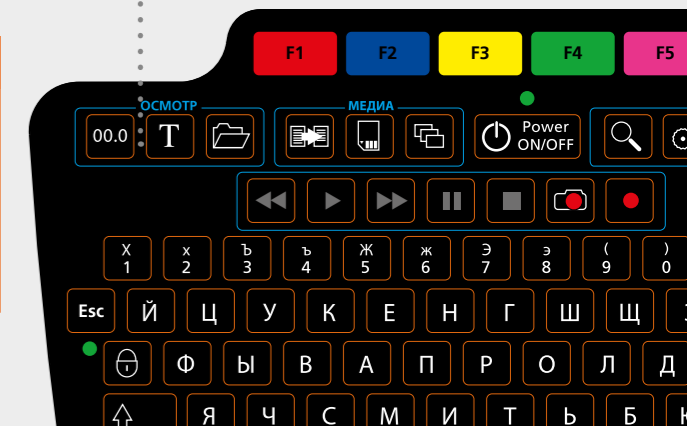 F1 F2 F3 F4 F5
ОСМОТР МЕДИА
00.0 T Power
ON/OFF
Х х Ъ ъ Ж ж Э э ( )
1 2 3 4 5 6 7 8 9 0
Esc Й Ц У К Е Н Г Ш Щ
Ф Ы В А П Р О Л Д
Я Ч С М И Т Ь Б